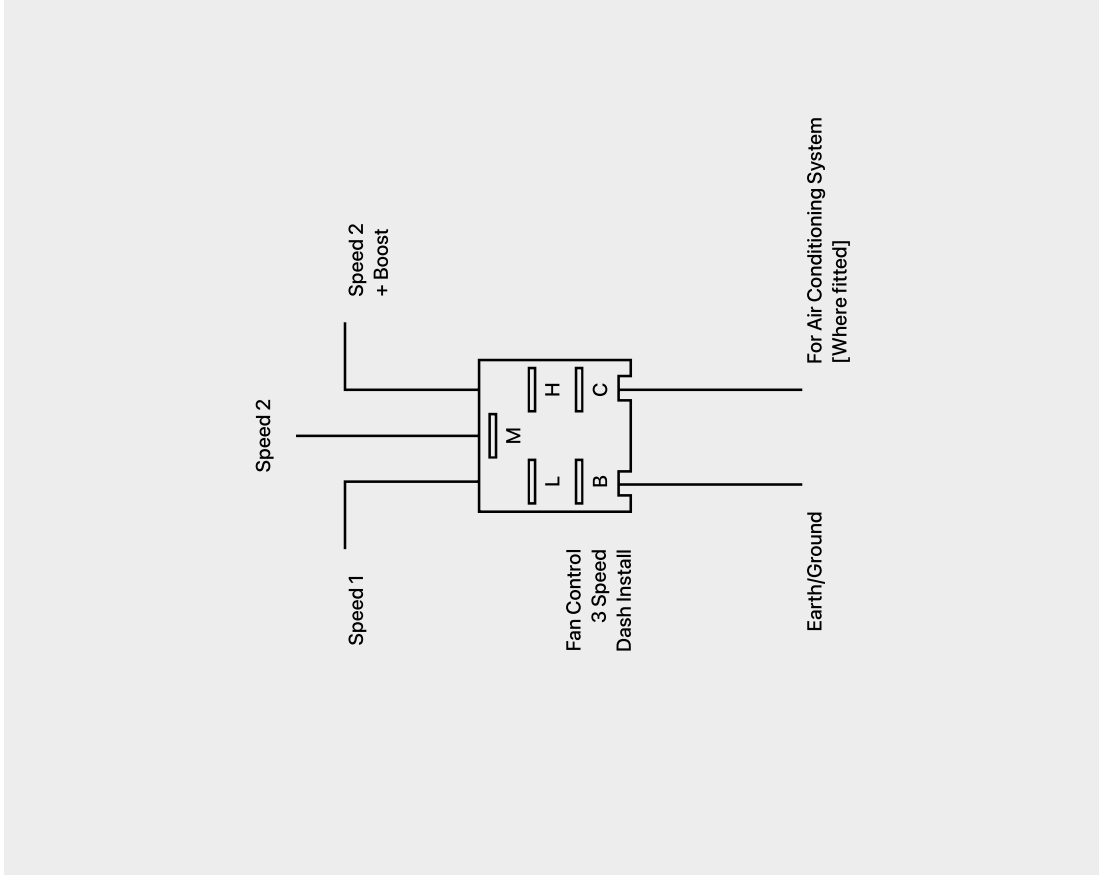 Speed 2
Speed 1
Speed 2
+ Boost
M
L
H
B
C
Fan Control
3 Speed
Dash Install
Earth/Ground
For Air Conditioning System
[Where fitted]